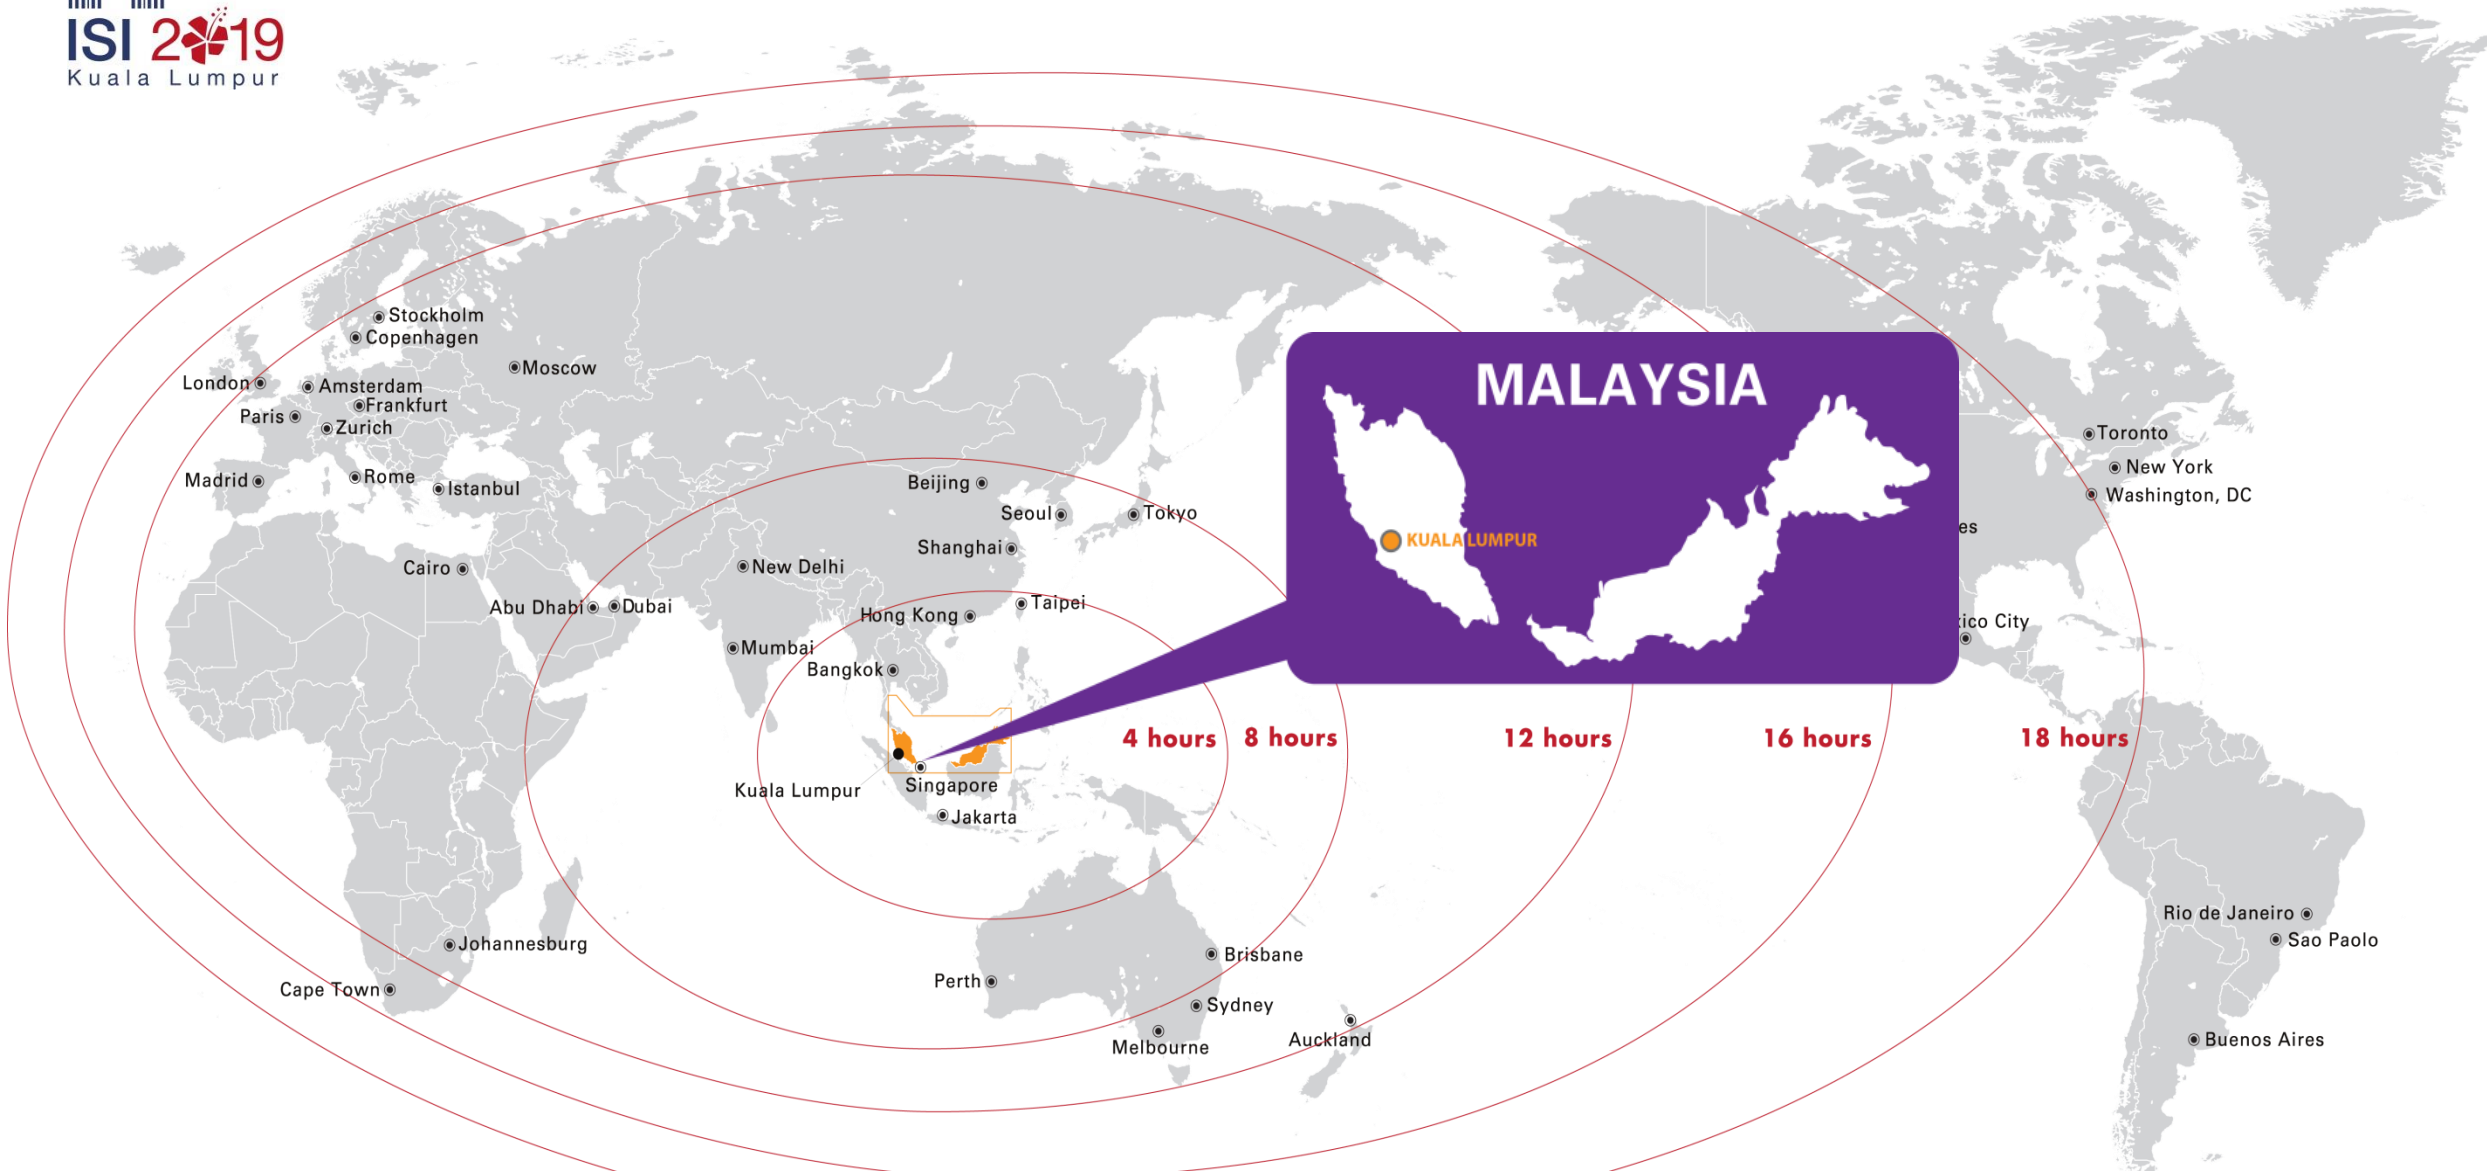 ISI 2019
Kuala Lumpur
Stockholm
Copenhagen
Moscow
London
Amsterdam
Frankfurt
Paris
Zurich
Madrid
Rome
Istanbul
MALAYSIA
KUALA LUMPUR
Toronto
New York
Washington, DC
Beijing
Seoul
Tokyo
Shanghai
es
Cairo
New Delhi
Abu Dhabi
Dubai
Hong Kong
Taipei
ico City
Mumbai
Bangkok
4 hours
8 hours
12 hours
16 hours
18 hours
Kuala Lumpur
Singapore
Jakarta
Rio de Janeiro
Sao Paolo
Johannesburg
Brisbane
Cape Town
Perth
Sydney
Melbourne
Auckland
Buenos Aires